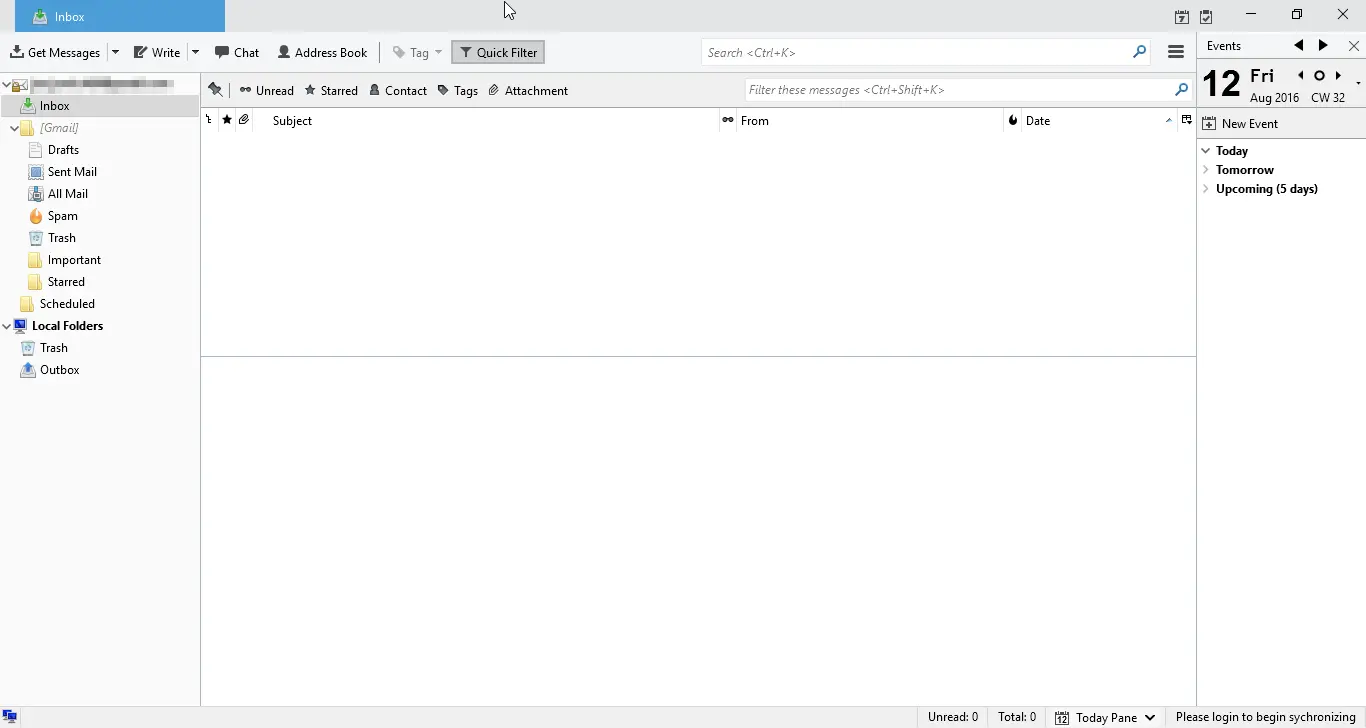 Inbox
Get Messages Write Chat Address Book Tag Quick Filter Search <Ctrl+K>
Events
Unread Starred Contact Tags Attachment Filter these messages <Ctrl+Shift+K>
12 Fri
Aug 2016 CW 32
Subject From Date
New Event
Today
Tomorrow
Upcoming (5 days)
Inbox
[Gmail]
Drafts
Sent Mail
All Mail
Spam
Trash
Important
Starred
Scheduled
Local Folders
Trash
Outbox
Unread: 0 Total: 0 12 Today Pane Please login to begin sychronizing